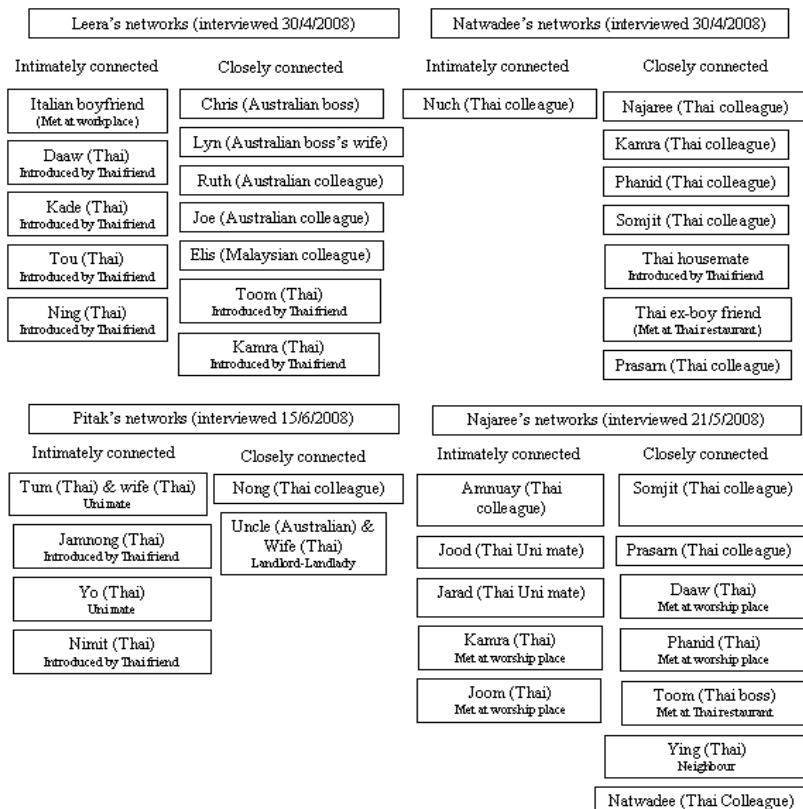 Leera's networks (interviewed 30/4/2008)
Intimately connected
Italian boyfriend
(Met at workplace)
Daaw (Thai)
Introduced by Thai friend
Kade (Thai)
Introduced by Thai friend
Tou (Thai)
Introduced by Thai friend
Ning (Thai)
Introduced by Thai friend
Closely connected
Chris (Australian boss)
Lyn (Australian boss's wife)
Ruth (Australian colleague)
Joe (Australian colleague)
Elis (Malaysian colleague)
Toom (Thai)
Introduced by Thai friend
Kamra (Thai)
Introduced by Thai friend
Natwadee's networks (interviewed 30/4/2008)
Intimately connected
Nuch (Thai colleague)
Closely connected
Najaree (Thai colleague)
Kamra (Thai colleague)
Phanid (Thai colleague)
Somjit (Thai colleague)
Thai housemate
Introduced by Thai friend
Thai ex-boy friend
(Met at Thai restaurant)
Prasarn (Thai colleague)
Pitak's networks (interviewed 15/6/2008)
Intimately connected
Tum (Thai) & wife (Thai)
Uni mate
Jamnong (Thai)
Introduced by Thai friend
Yo (Thai)
Uni mate
Nimit (Thai)
Introduced by Thai friend
Closely connected
Nong (Thai colleague)
Uncle (Australian) &
Wife (Thai)
Landlord-Landlady
Najaree's networks (interviewed 21/5/2008)
Intimately connected
Amnuay (Thai
colleague)
Jood (Thai Uni mate)
Jarad (Thai Uni mate)
Kamra (Thai)
Met at worship place
Joom (Thai)
Met at worship place
Closely connected
Somjit (Thai colleague)
Prasarn (Thai colleague)
Daaw (Thai)
Met at worship place
Phanid (Thai)
Met at worship place
Toom (Thai boss)
Met at Thai restaurant
Ying (Thai)
Neighbour
Natwadee (Thai Colleague)